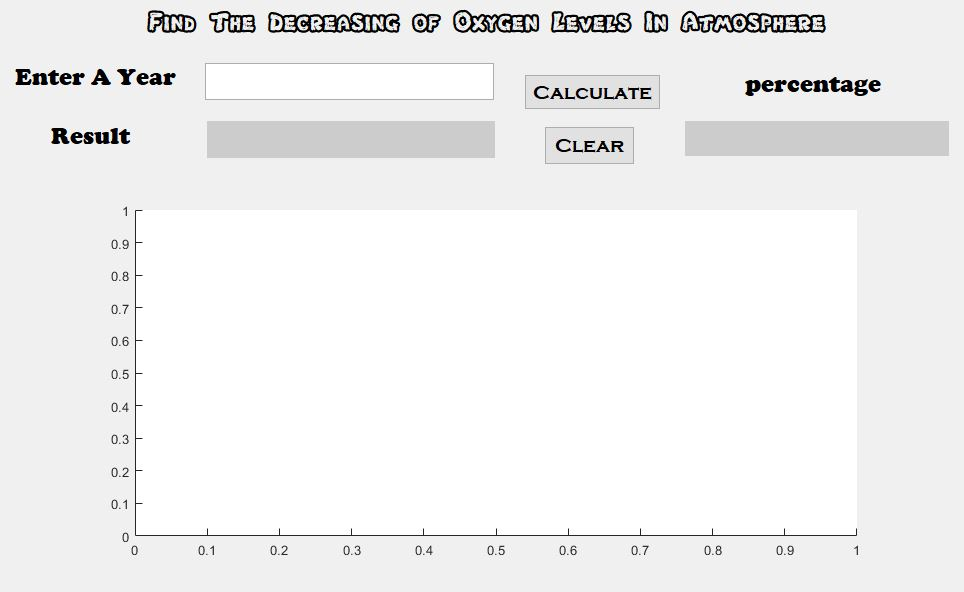 Find The Decreasing of Oxygen Levels In Atmosphere
Enter A Year
Calculate
percentage
Result
Clear
1
0.9
0.8
0.7
0.6
0.5
0.4
0.3
0.2
0.1
0
0 0.1 0.2 0.3 0.4 0.5 0.6 0.7 0.8 0.9 1